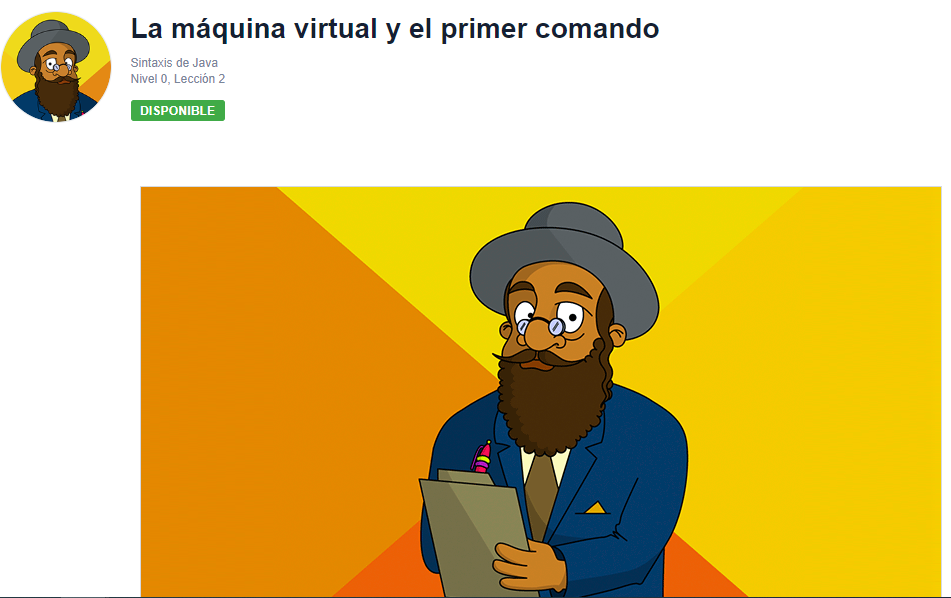 La máquina virtual y el primer comando
Sintaxis de Java
Nivel 0, Lección 2
DISPONIBLE